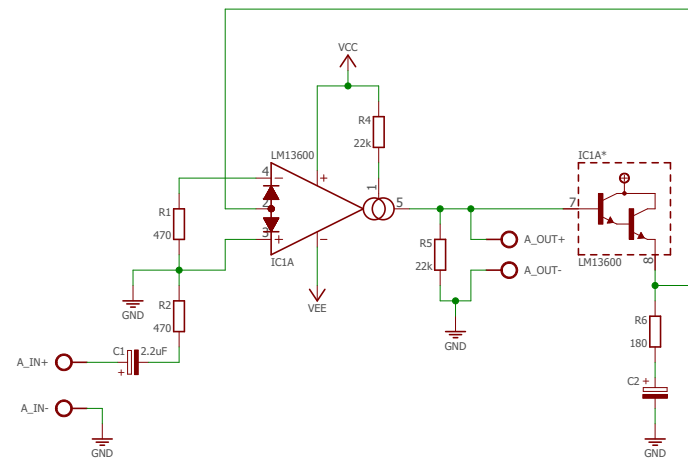 VCC
R4
22k
LM13600
IC1A*
4
+
1
−
2
5
7
R1
470
3
+
−
R5
22k
A_OUT+
A_OUT-
IC1A
LM13600
8
GND
VEE
R2
470
GND
R6
180
C1
2.2uF
A_IN+
+
C2
+
A_IN-
GND
GND